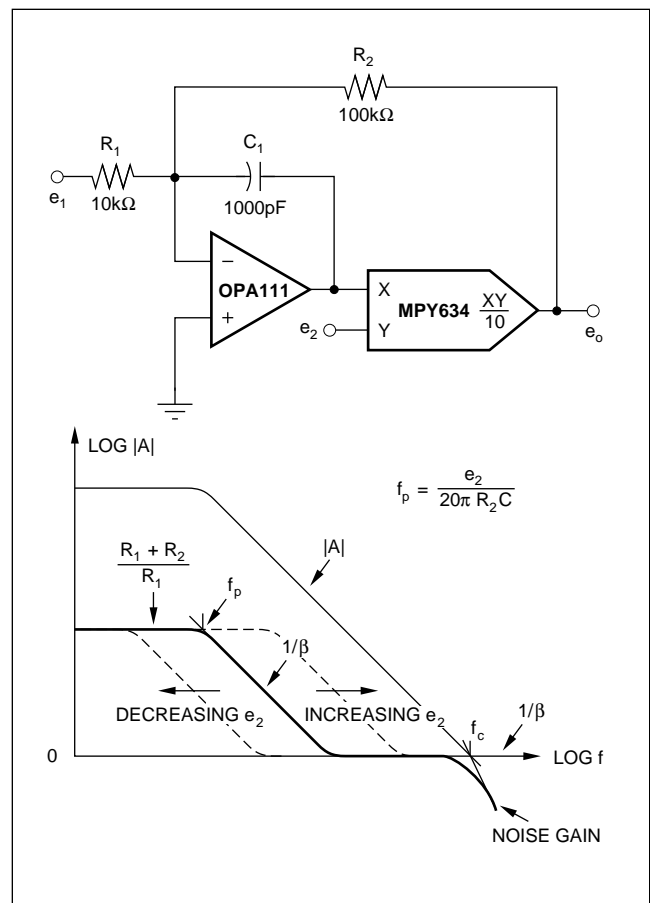 R2
100kΩ
R1
C1
e1
10kΩ
1000pF
−
OPA111
+
X
MPY634 XY/10
e2
Y
eo
LOG |A|
fp = e2 / 20π R2C
R1 + R2 / R1
|A|
fp
1/β
DECREASING e2
INCREASING e2
fc
1/β
0
LOG f
NOISE GAIN